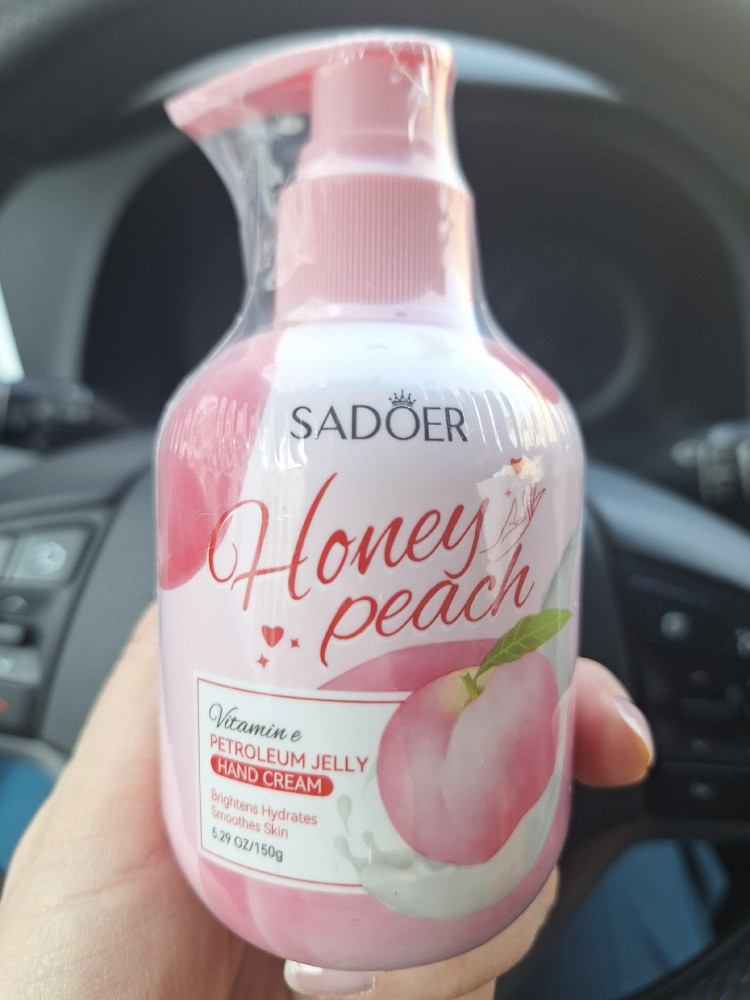 SADOER
Honey
peach
Vitamin e
PETROLEUM JELLY
HAND CREAM
Brightens Hydrates
Smoothes Skin
5.29 OZ/150g